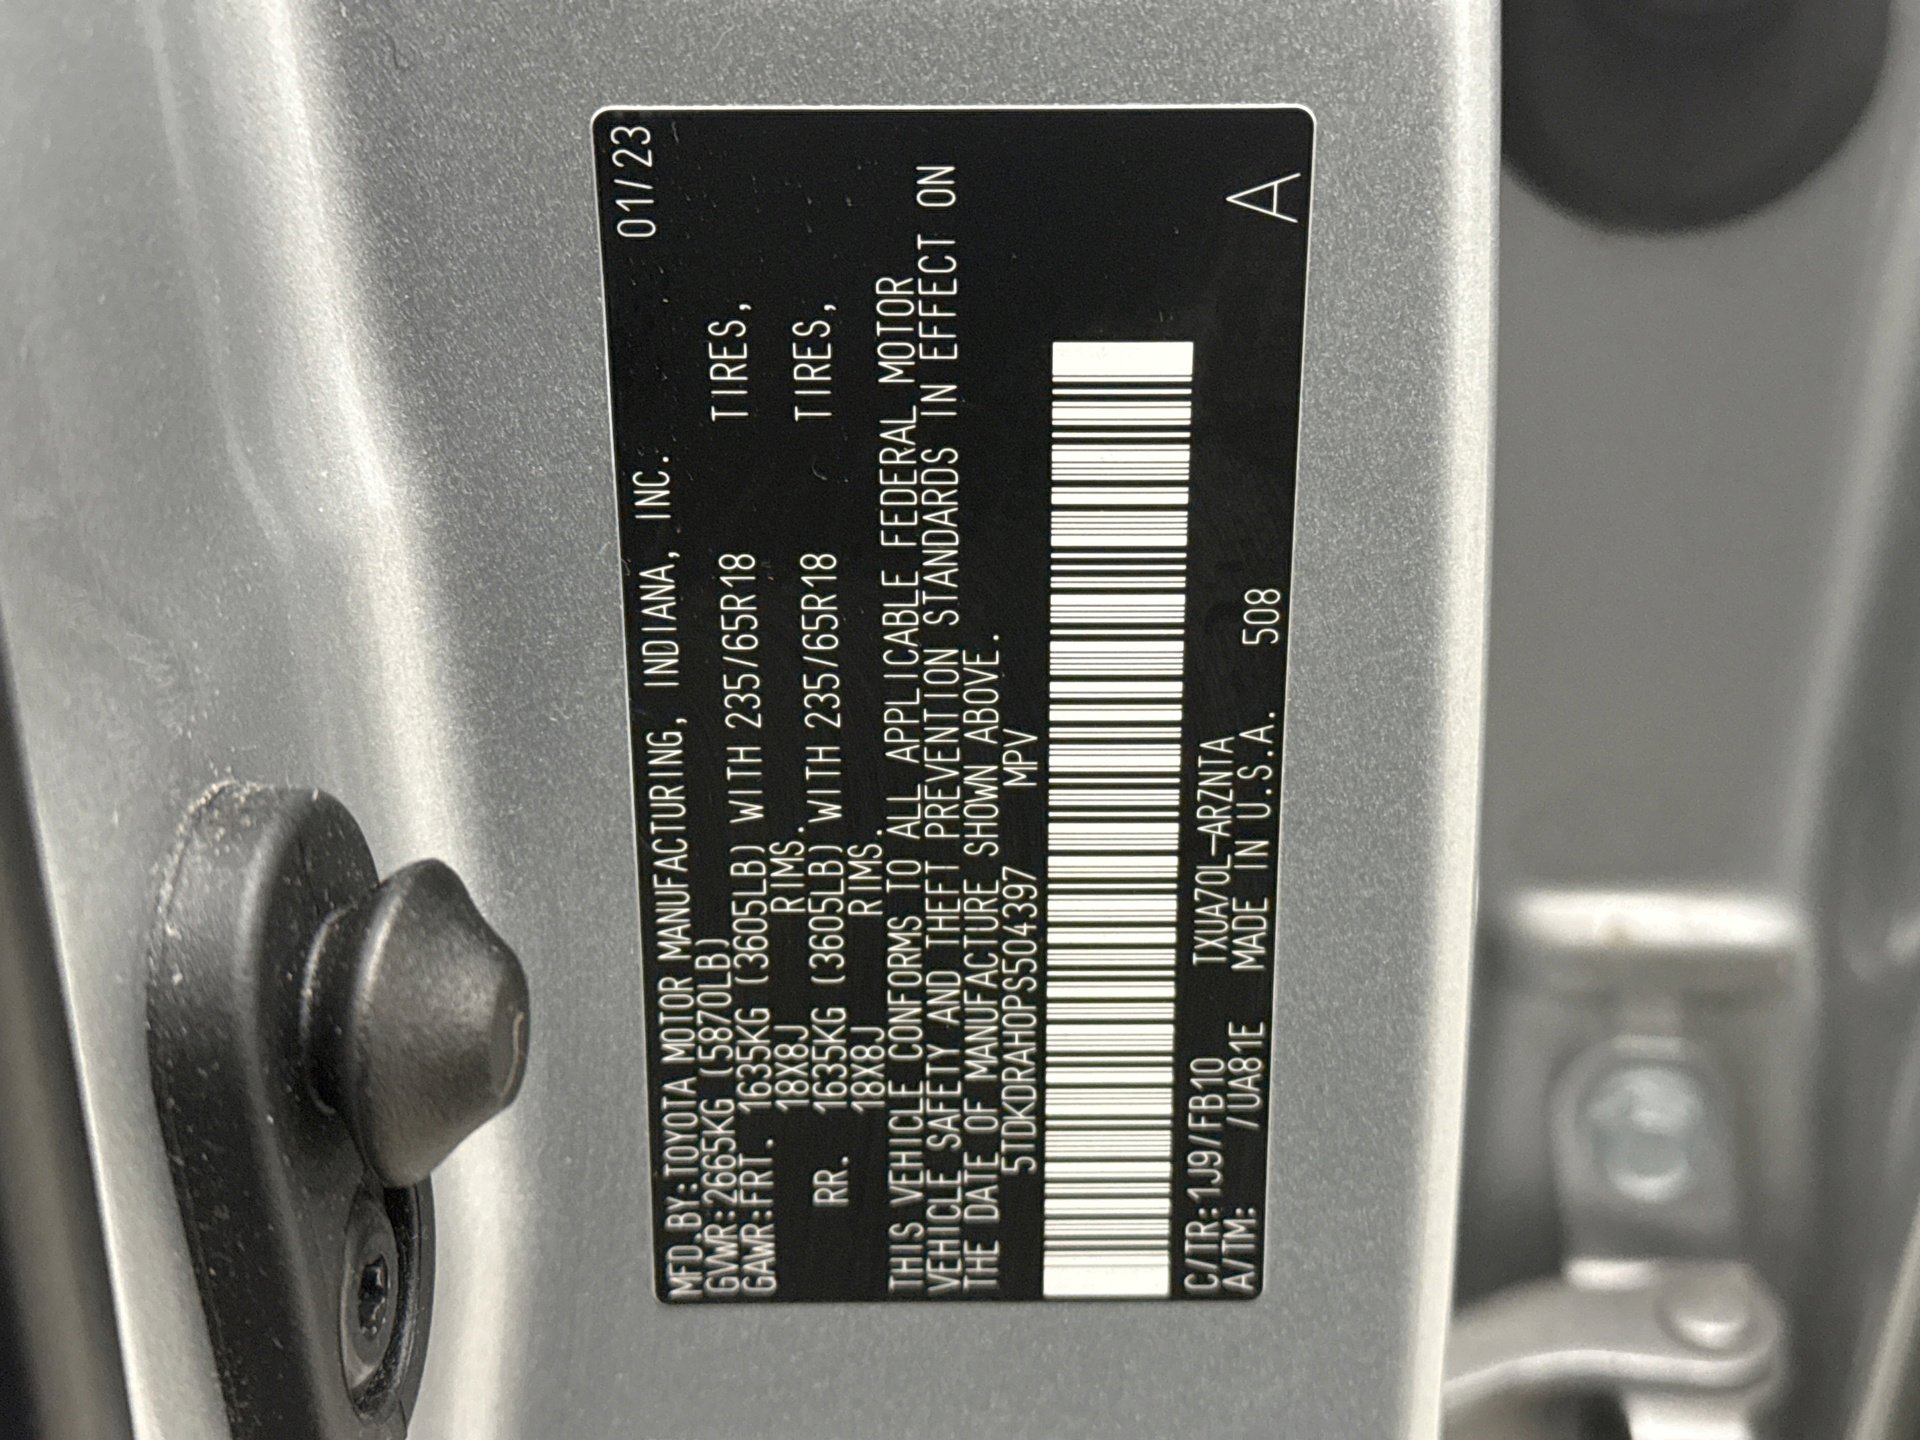 MFD.BY:TOYOTA MOTOR MANUFACTURING, INDIANA, INC. 01/23
GVWR:2665KG (5870LB)
GAWR:FRT. 1635KG (3605LB) WITH 235/65R18 TIRES,
18X8J RIMS.
RR. 1635KG (3605LB) WITH 235/65R18 TIRES,
18X8J RIMS.
THIS VEHICLE CONFORMS TO ALL APPLICABLE FEDERAL MOTOR
VEHICLE SAFETY AND THEFT PREVENTION STANDARDS IN EFFECT ON
THE DATE OF MANUFACTURE SHOWN ABOVE.
5TDKDRAH0PS504397 MPV
C/TR:1J9/FB10 TXUA70L-ARZNTA
A/TM: /UA81E MADE IN U.S.A. 508 A